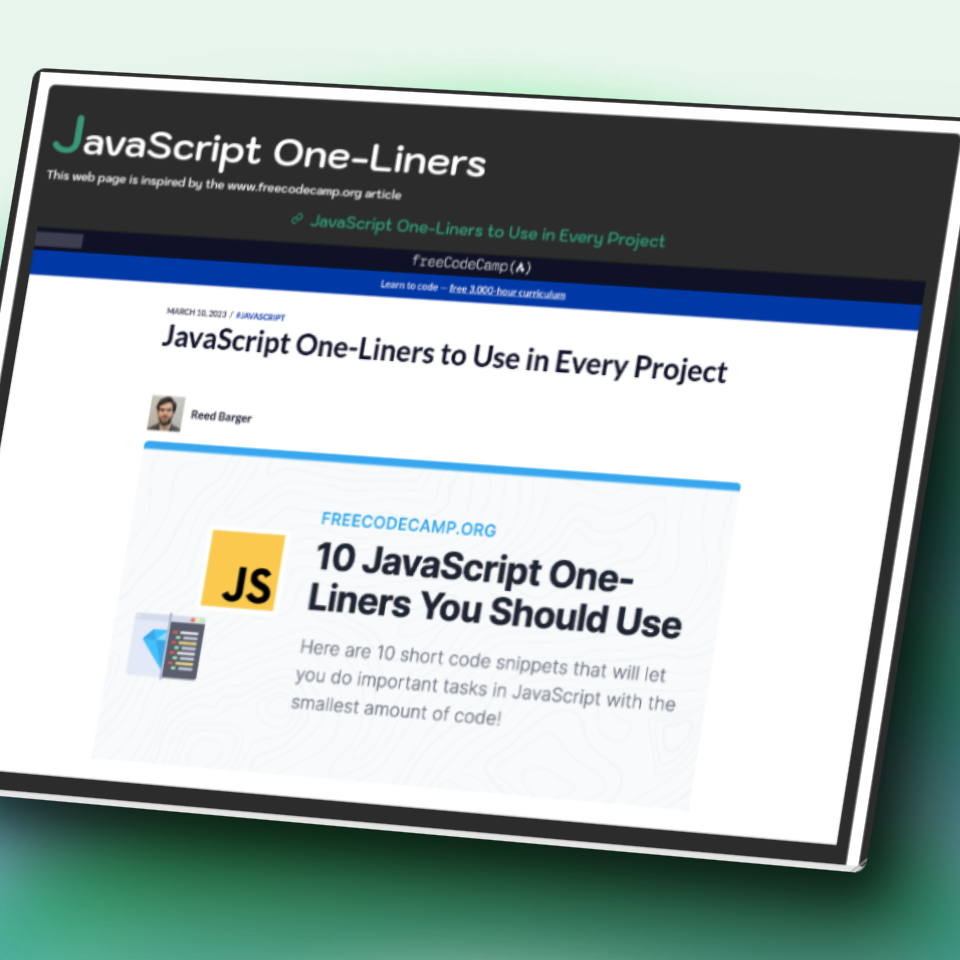 JavaScript One-Liners
This web page is inspired by the www.freecodecamp.org article
JavaScript One-Liners to Use in Every Project
freeCodeCamp(🔥)
Learn to code — free 3,000-hour curriculum
MARCH 10, 2023 / #JAVASCRIPT
JavaScript One-Liners to Use in Every Project
Reed Barger
FREECODECAMP.ORG
10 JavaScript One-
Liners You Should Use
JS
Here are 10 short code snippets that will let
you do important tasks in JavaScript with the
smallest amount of code!